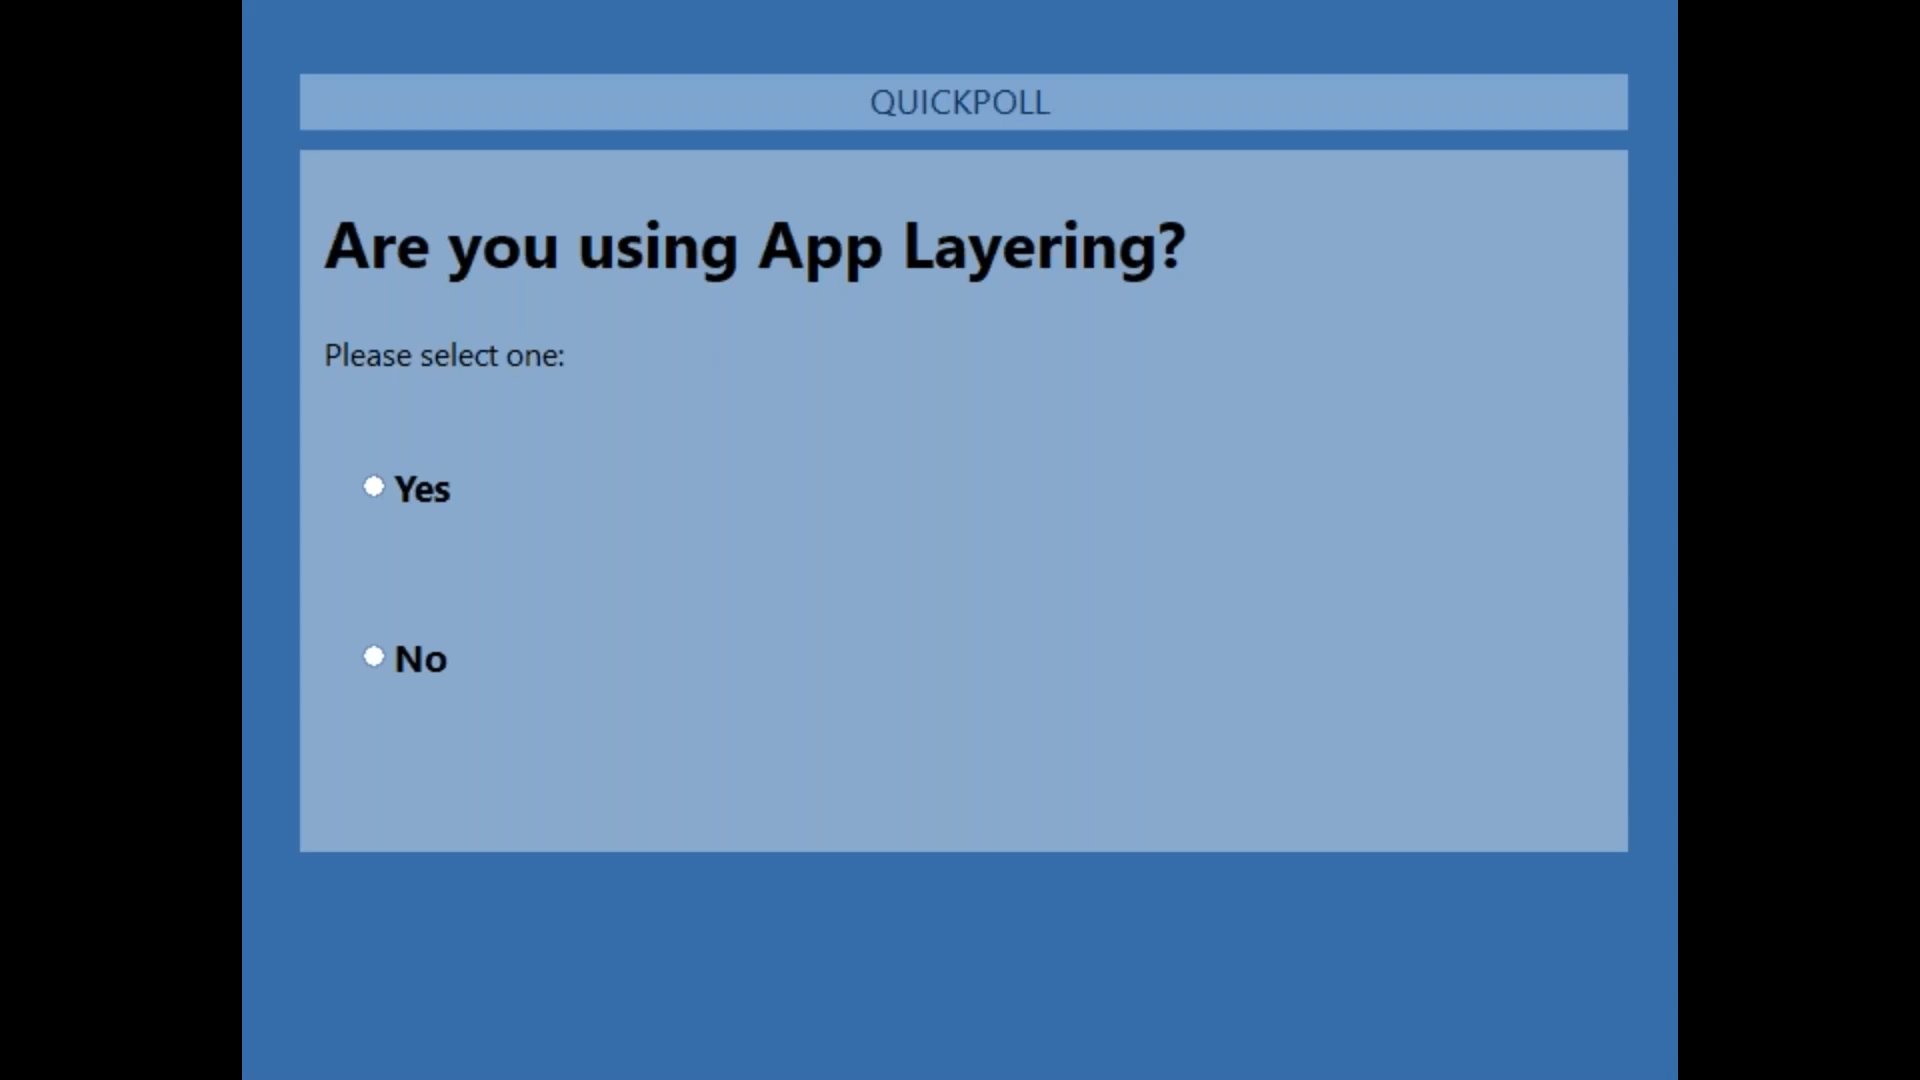 QUICKPOLL
Are you using App Layering?
Please select one:
Yes
No